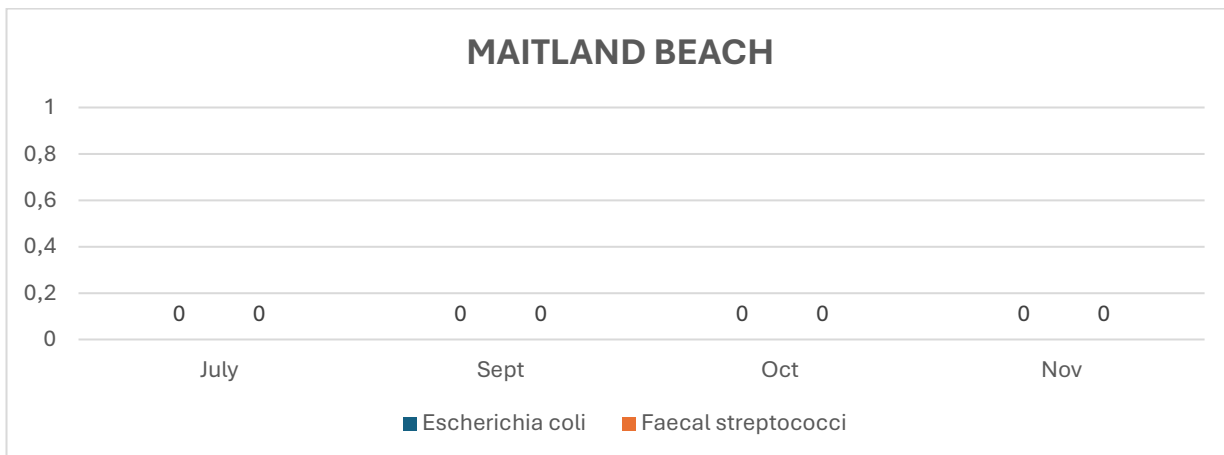 MAITLAND BEACH
1
0,8
0,6
0,4
0,2
0
0 0 0 0 0 0 0 0
July Sept Oct Nov
Escherichia coli Faecal streptococci